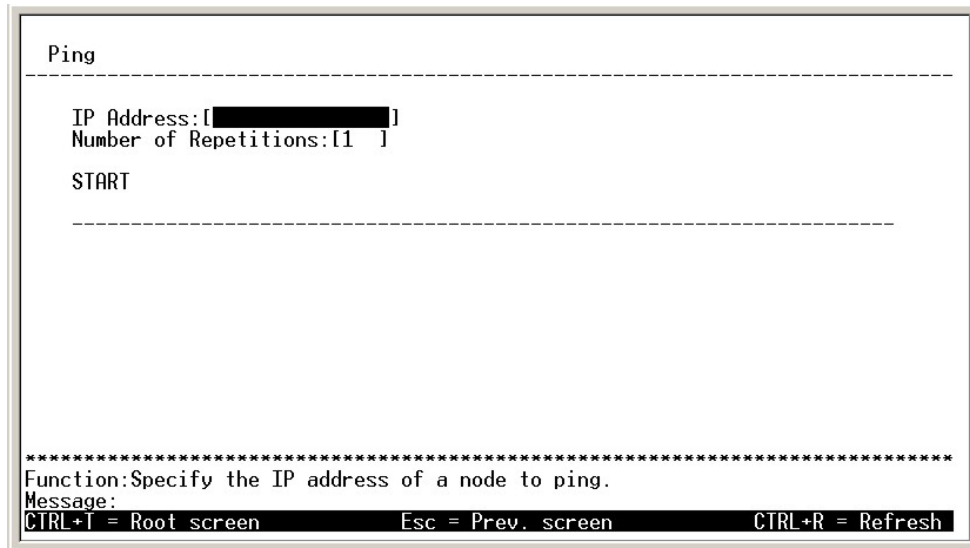 Ping
--------------------------------------------------------------------------------
IP Address:[               ]
Number of Repetitions:[1  ]
START
----------------------------------------------------------------------
*******************************************************************************
Function:Specify the IP address of a node to ping.
Message:
CTRL+T = Root screen            Esc = Prev. screen            CTRL+R = Refresh